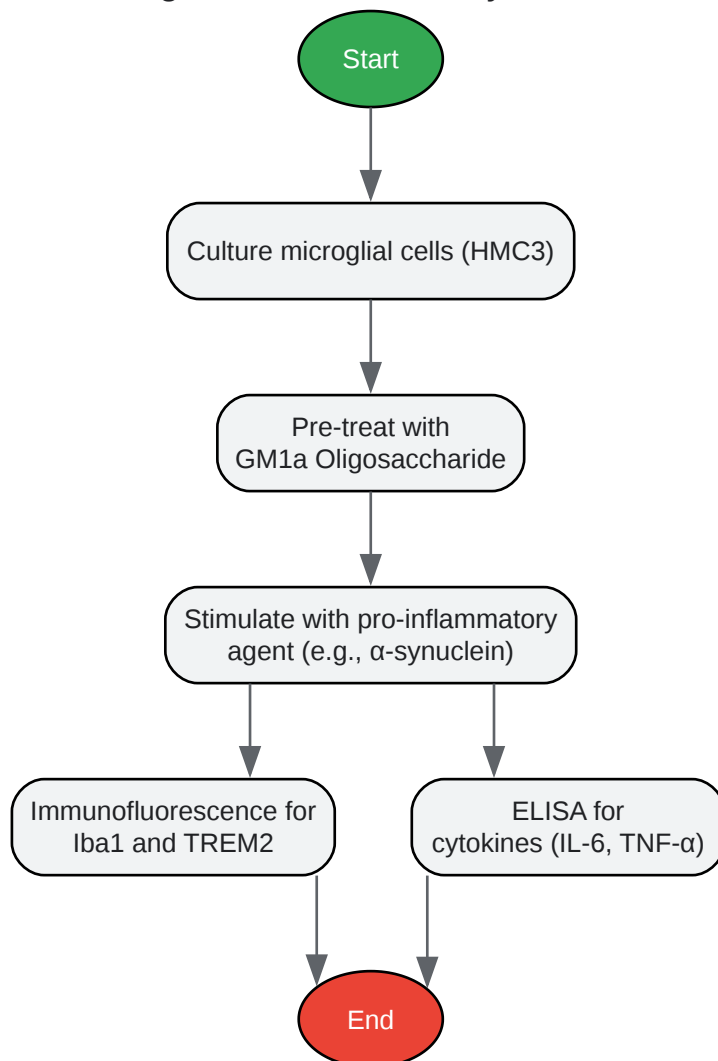 Start
Culture microglial cells (HMC3)
Pre-treat with
GM1a Oligosaccharide
Stimulate with pro-inflammatory
agent (e.g., α-synuclein)
Immunofluorescence for
Iba1 and TREM2
ELISA for
cytokines (IL-6, TNF-α)
End